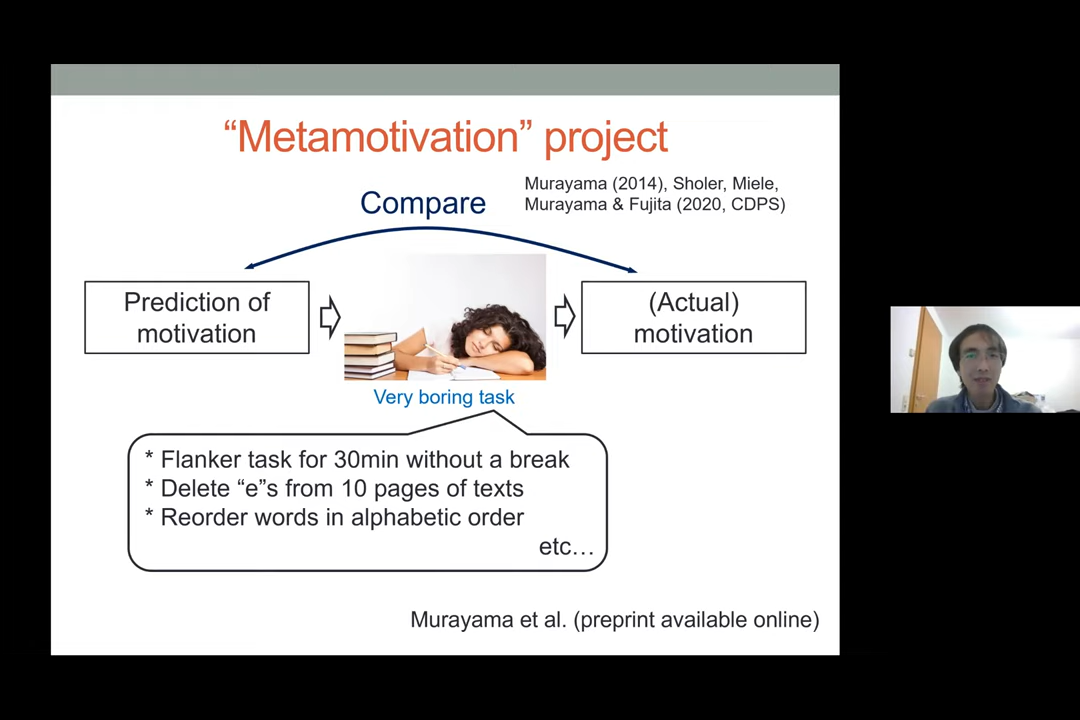 “Metamotivation” project
Murayama (2014), Sholer, Miele,
Murayama & Fujita (2020, CDPS)
Compare
Prediction of
motivation
(Actual)
motivation
Very boring task
* Flanker task for 30min without a break
* Delete “e”s from 10 pages of texts
* Reorder words in alphabetic order
etc…
Murayama et al. (preprint available online)